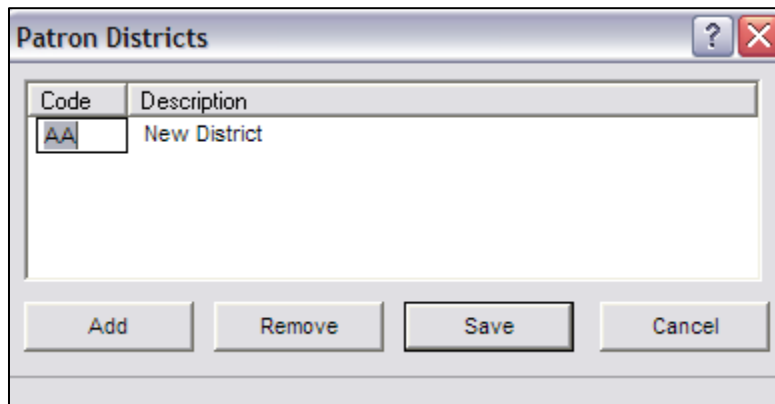 Patron Districts ?
Code Description
AA New District
Add Remove Save Cancel